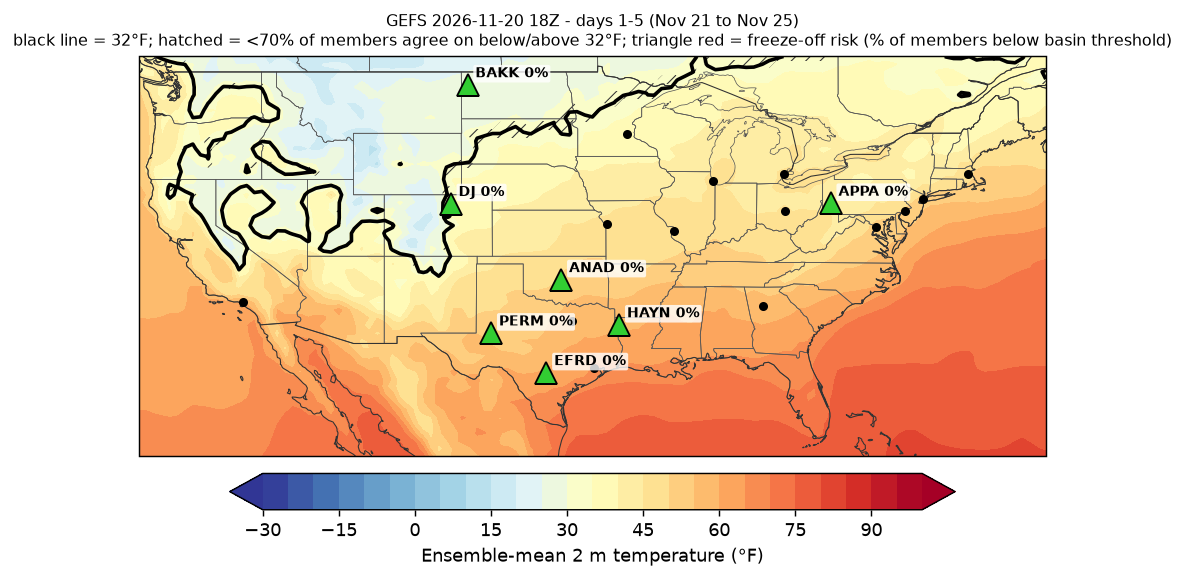 GEFS 2026-11-20 18Z - days 1-5 (Nov 21 to Nov 25)
black line = 32°F; hatched = <70% of members agree on below/above 32°F; triangle red = freeze-off risk (% of members below basin threshold)
BAKK 0%
DJ 0%
APPA 0%
ANAD 0%
HAYN 0%
PERM 0%
EFRD 0%
−30 −15 0 15 30 45 60 75 90
Ensemble-mean 2 m temperature (°F)